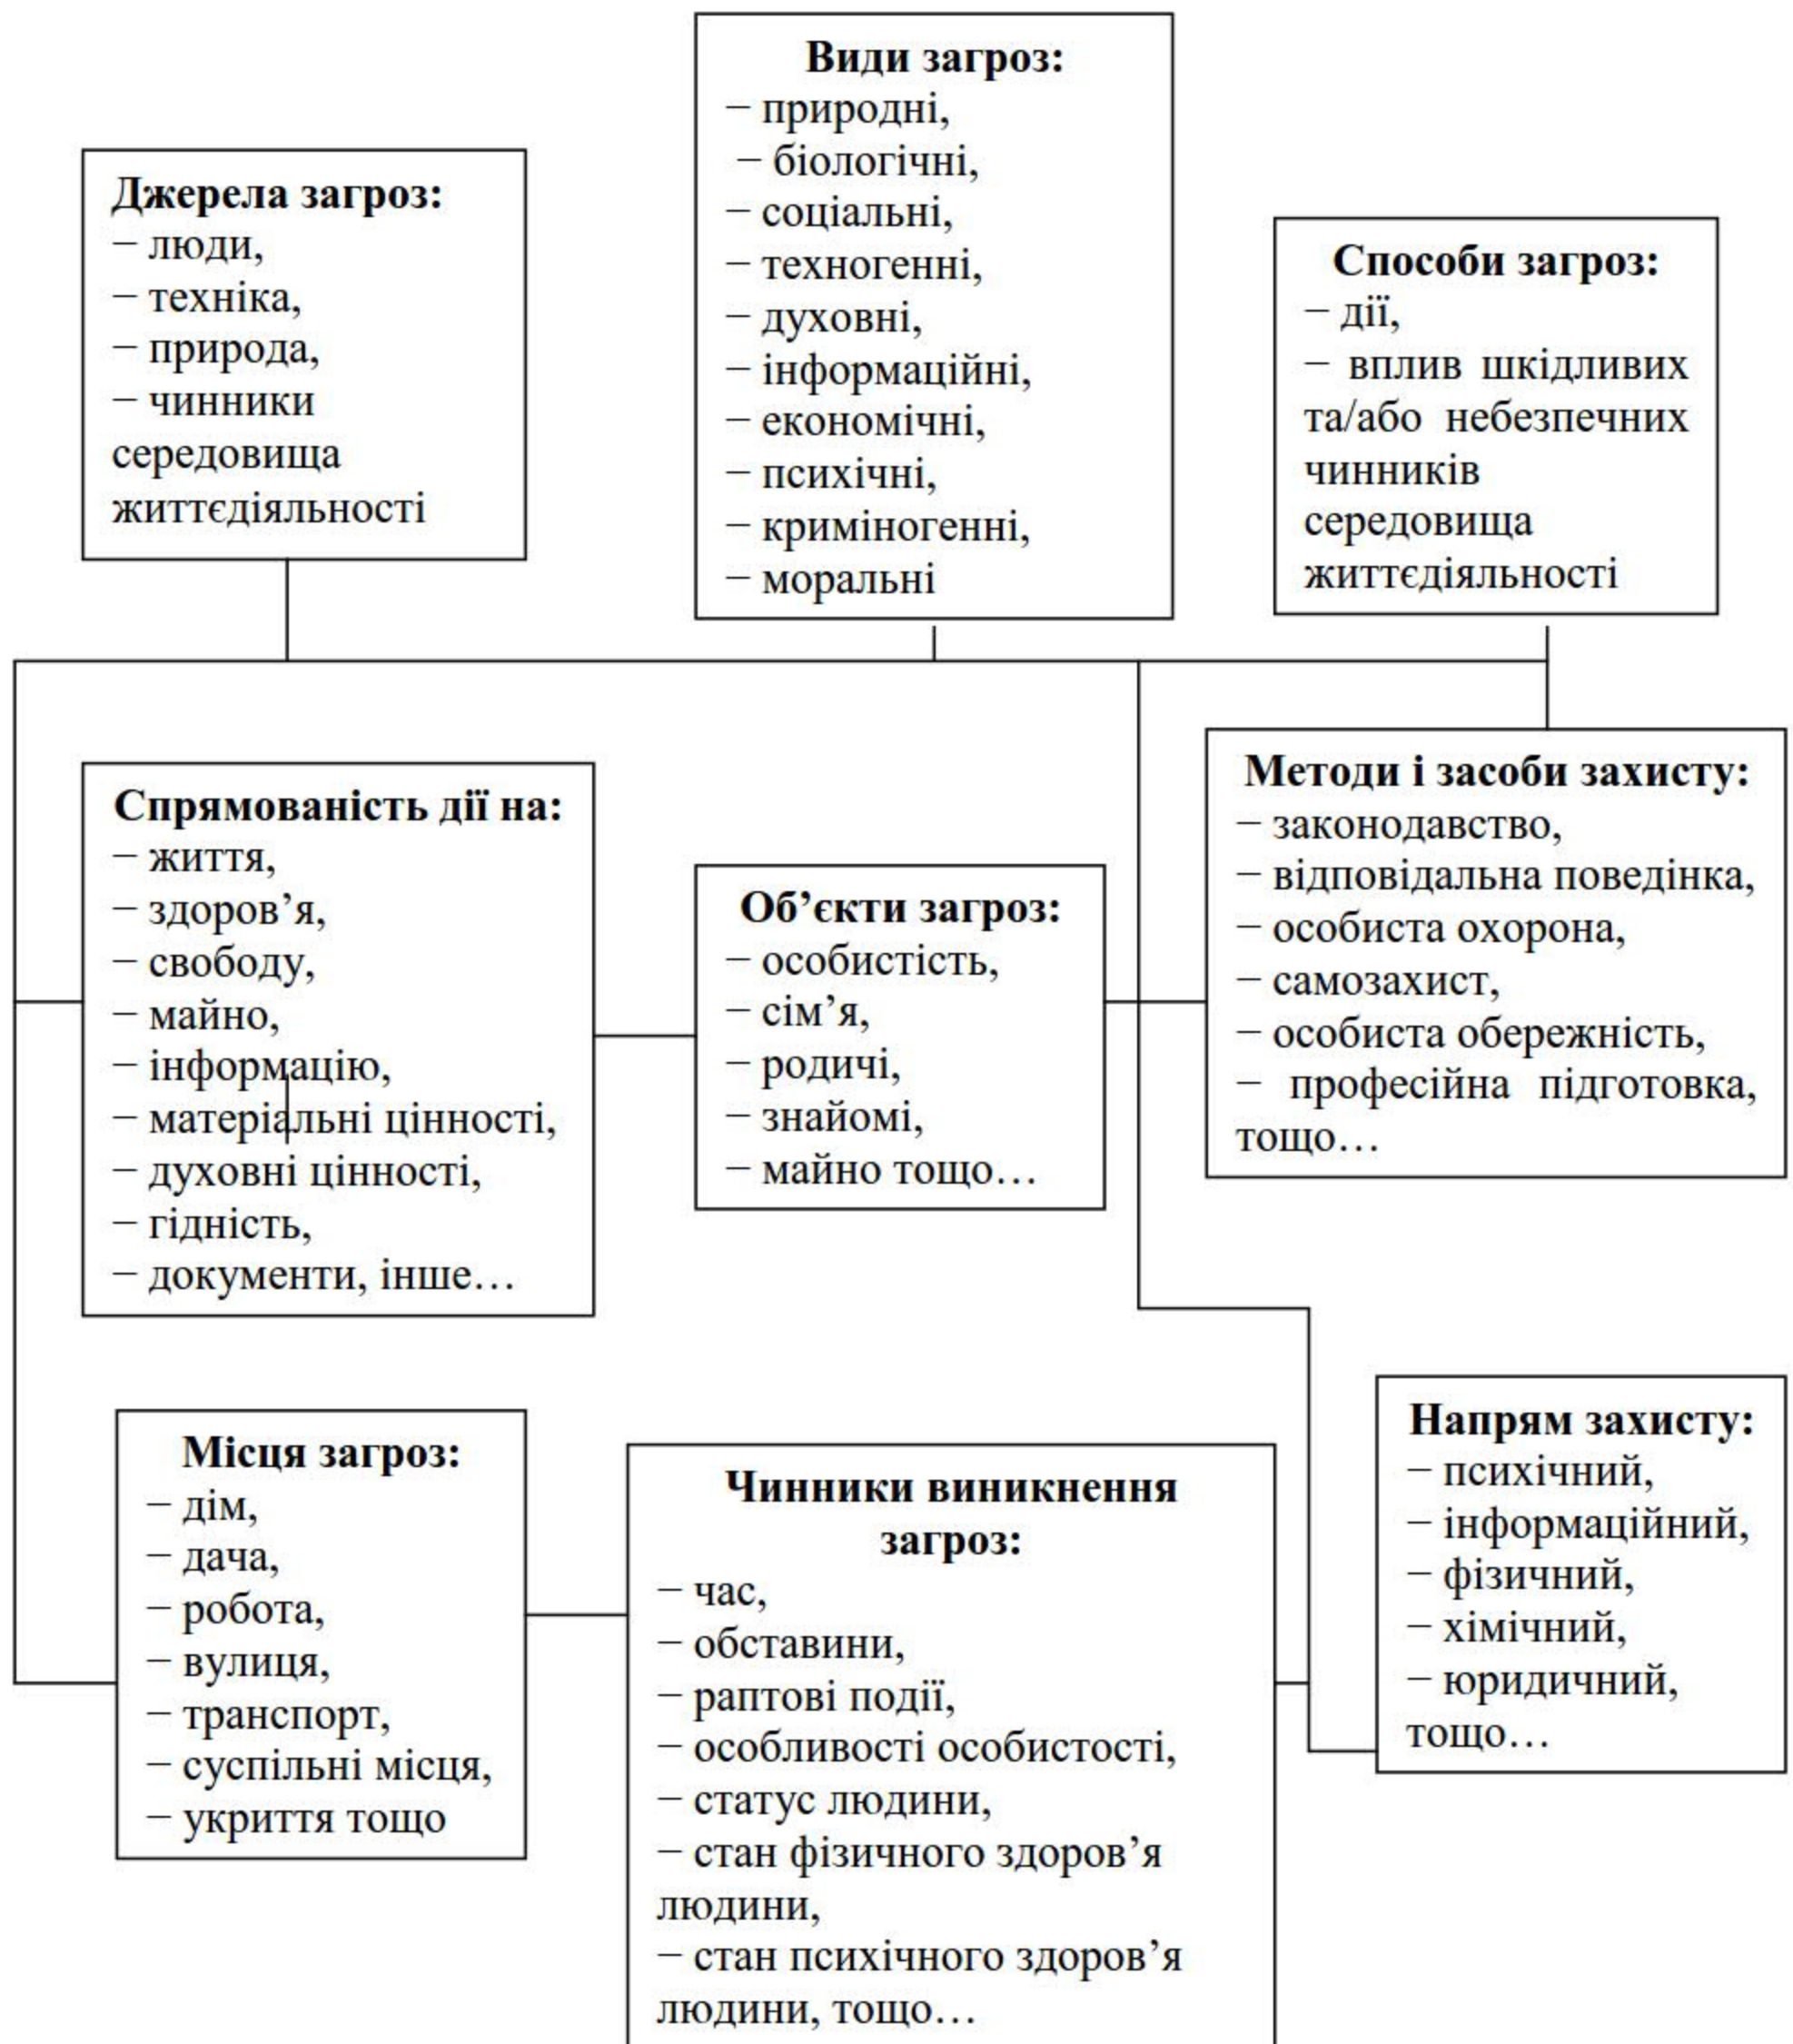 Види загроз:
− природні,
− біологічні,
− соціальні,
− техногенні,
− духовні,
− інформаційні,
− економічні,
− психічні,
− криміногенні,
− моральні
Джерела загроз:
− люди,
− техніка,
− природа,
− чинники
середовища
життєдіяльності
Способи загроз:
− дії,
− вплив шкідливих
та/або небезпечних
чинників
середовища
життєдіяльності
Спрямованість дії на:
− життя,
− здоров’я,
− свободу,
− майно,
− інформацію,
− матеріальні цінності,
− духовні цінності,
− гідність,
− документи, інше…
Об’єкти загроз:
− особистість,
− сім’я,
− родичі,
− знайомі,
− майно тощо…
Методи і засоби захисту:
− законодавство,
− відповідальна поведінка,
− особиста охорона,
− самозахист,
− особиста обережність,
− професійна підготовка,
тощо…
Місця загроз:
− дім,
− дача,
− робота,
− вулиця,
− транспорт,
− суспільні місця,
− укриття тощо
Чинники виникнення
загроз:
− час,
− обставини,
− раптові події,
− особливості особистості,
− статус людини,
− стан фізичного здоров’я
людини,
− стан психічного здоров’я
людини, тощо…
Напрям захисту:
− психічний,
− інформаційний,
− фізичний,
− хімічний,
− юридичний,
тощо…